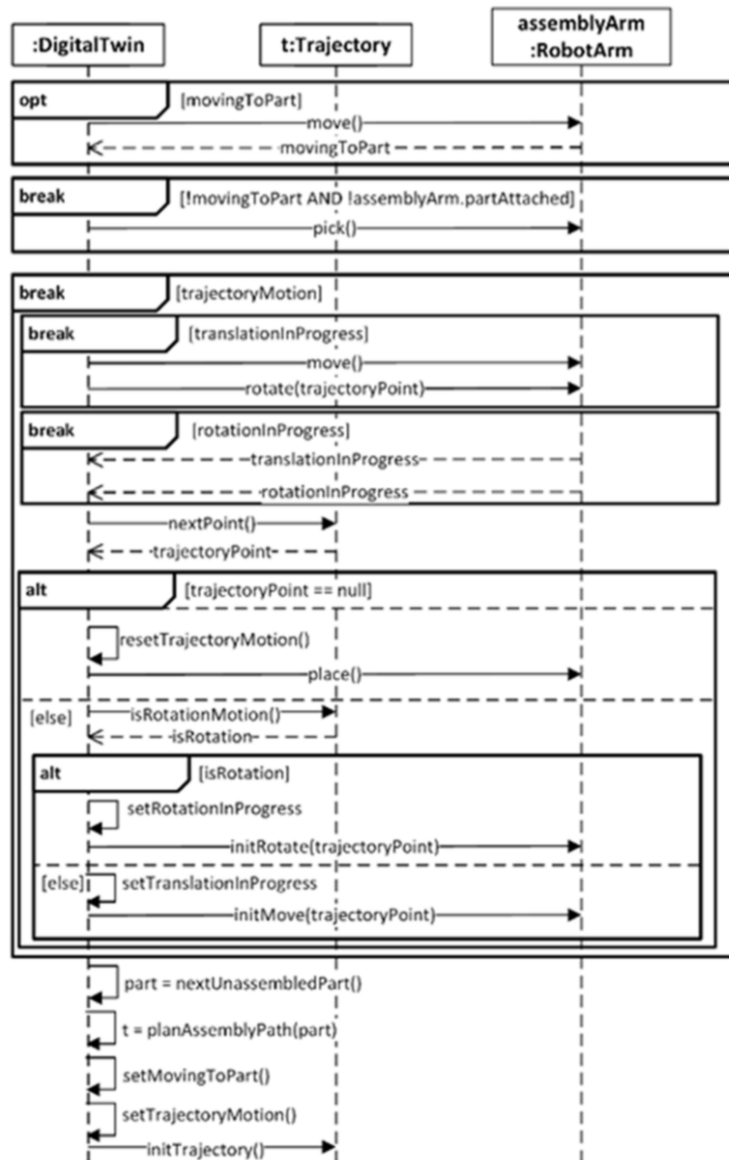 :DigitalTwin
t:Trajectory
assemblyArm
:RobotArm
opt
[movingToPart]
move()
movingToPart
break
[!movingToPart AND !assemblyArm.partAttached]
pick()
break
[trajectoryMotion]
break
[translationInProgress]
move()
rotate(trajectoryPoint)
break
[rotationInProgress]
translationInProgress
rotationInProgress
nextPoint()
trajectoryPoint
alt
[trajectoryPoint == null]
resetTrajectoryMotion()
place()
[else]
isRotationMotion()
isRotation
alt
[isRotation]
setRotationInProgress
initRotate(trajectoryPoint)
[else]
setTranslationInProgress
initMove(trajectoryPoint)
part = nextUnassembledPart()
t = planAssemblyPath(part)
setMovingToPart()
setTrajectoryMotion()
initTrajectory()